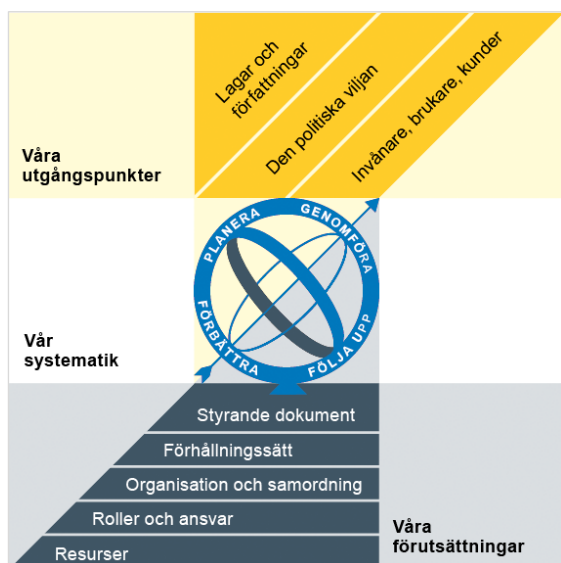 Lagar och
författningar
Den politiska viljan
Invånare, brukare, kunder
Våra
utgångspunkter
PLANERA
GENOMFÖRA
FÖRBÄTTRA
FÖLJA UPP
Vår
systematik
Styrande dokument
Förhållningssätt
Organisation och samordning
Roller och ansvar
Resurser
Våra
förutsättningar